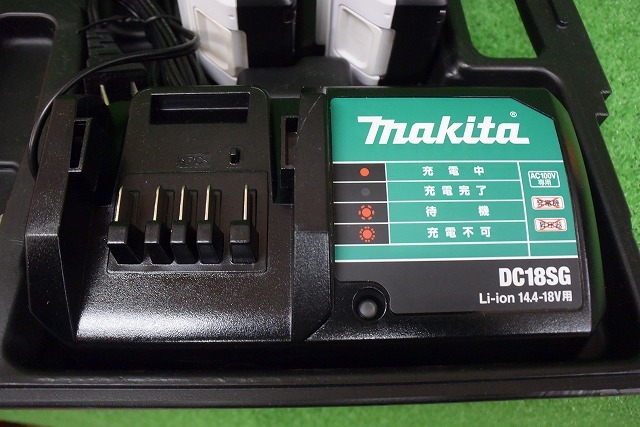 makita®
充電中
充電完了
待機
充電不可
AC100V
専用
DC18SG
Li-ion 14.4-18V用